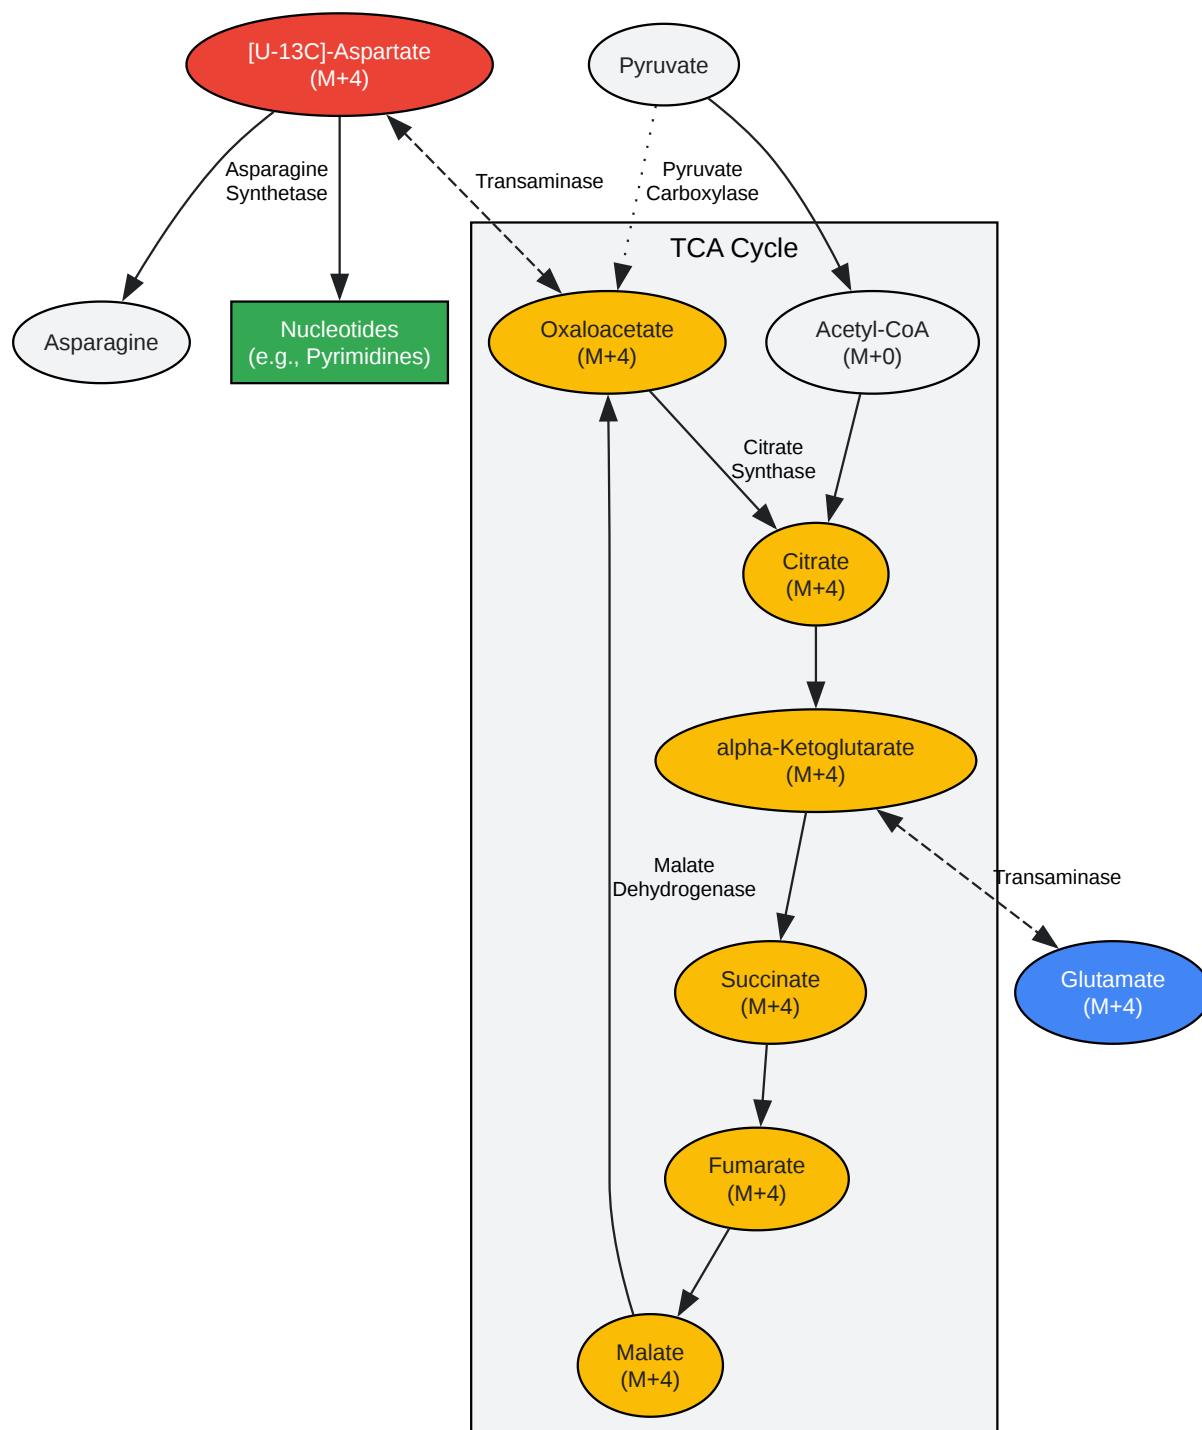 [U-13C]-Aspartate
(M+4)
Pyruvate
Asparagine
Synthetase
Transaminase
Pyruvate
Carboxylase
TCA Cycle
Asparagine
Nucleotides
(e.g., Pyrimidines)
Oxaloacetate
(M+4)
Acetyl-CoA
(M+0)
Citrate
Synthase
Citrate
(M+4)
alpha-Ketoglutarate
(M+4)
Malate
Dehydrogenase
Transaminase
Succinate
(M+4)
Glutamate
(M+4)
Fumarate
(M+4)
Malate
(M+4)